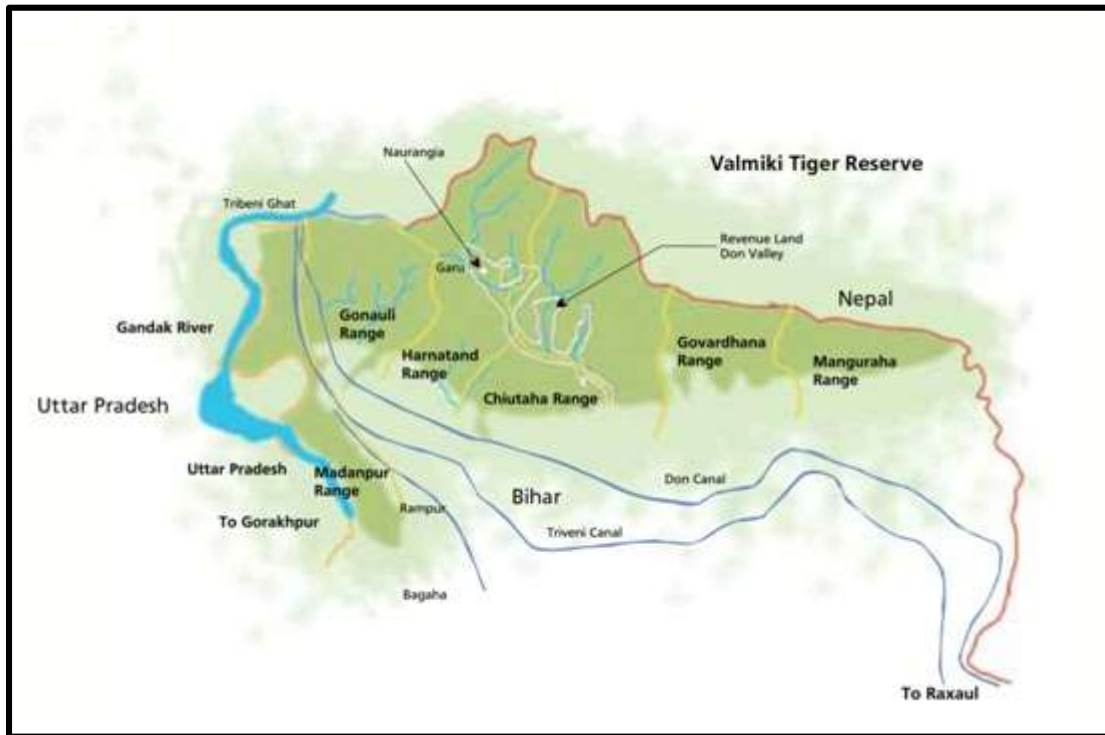 Naurangia
Valmiki Tiger Reserve
Tribeni Ghat
Revenue Land
Don Valley
Ganu
Nepal
Gandak River
Gonauli
Range
Harnatand
Range
Govardhana
Range
Manguraha
Range
Chiutaha Range
Uttar Pradesh
Uttar Pradesh
Madanpur
Range
Don Canal
Bihar
To Gorakhpur
Rampur
Triveni Canal
Bagaha
To Raxaul